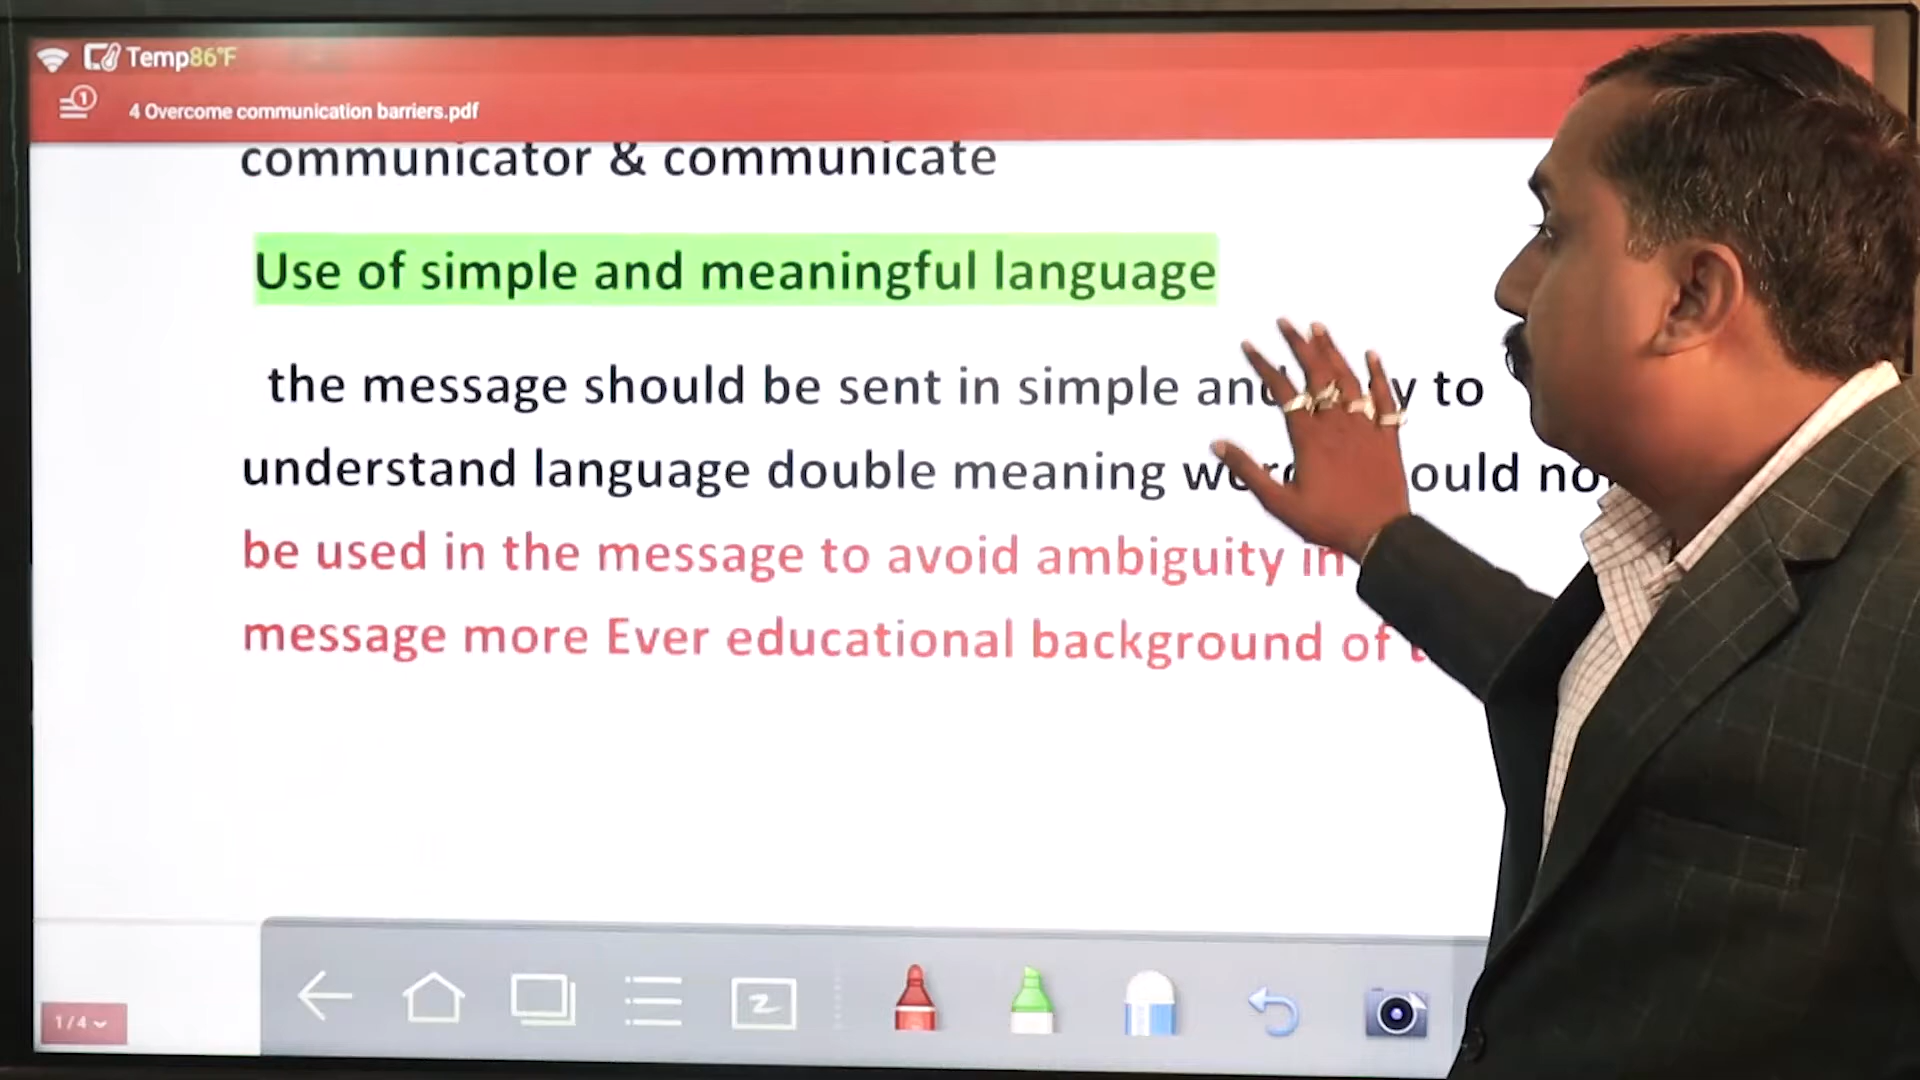 Temp86°F
1
4 Overcome communication barriers.pdf
communicator & communicate
Use of simple and meaningful language
the message should be sent in simple and to
understand language double meaning
be used in the message to avoid ambiguity in
message more Ever educational background of
1/4